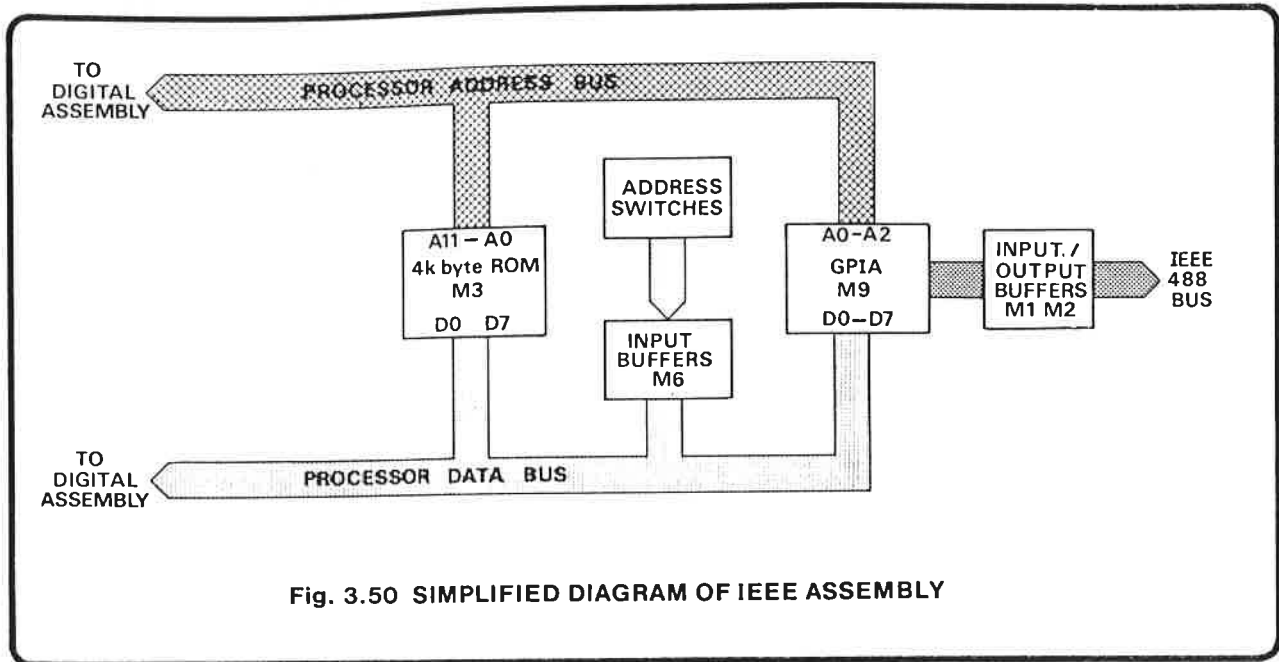 TO
DIGITAL
ASSEMBLY
PROCESSOR ADDRESS BUS
ADDRESS
SWITCHES
A11 – A0
4k byte ROM
M3
D0 D7
INPUT
BUFFERS
M6
A0–A2
GPIA
M9
D0–D7
INPUT. /
OUTPUT
BUFFERS
M1 M2
IEEE
488
BUS
TO
DIGITAL
ASSEMBLY
PROCESSOR DATA BUS
Fig. 3.50 SIMPLIFIED DIAGRAM OF IEEE ASSEMBLY